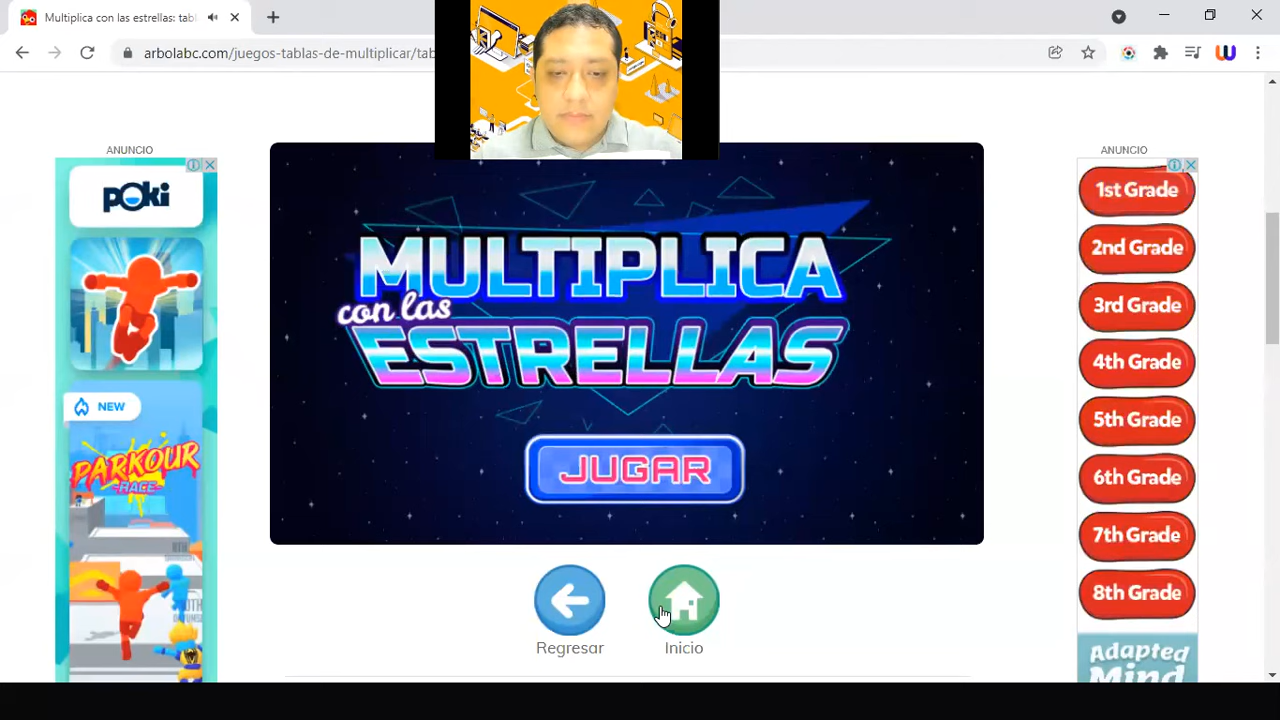 Multiplica con las estrellas: tabl
arbolabc.com/juegos-tablas-de-multiplicar/tab
ANUNCIO
POKI
NEW
PARKOUR
RACE
MULTIPLICA
con las
ESTRELLAS
JUGAR
Regresar
Inicio
ANUNCIO
1st Grade
2nd Grade
3rd Grade
4th Grade
5th Grade
6th Grade
7th Grade
8th Grade
Adapted
Mind